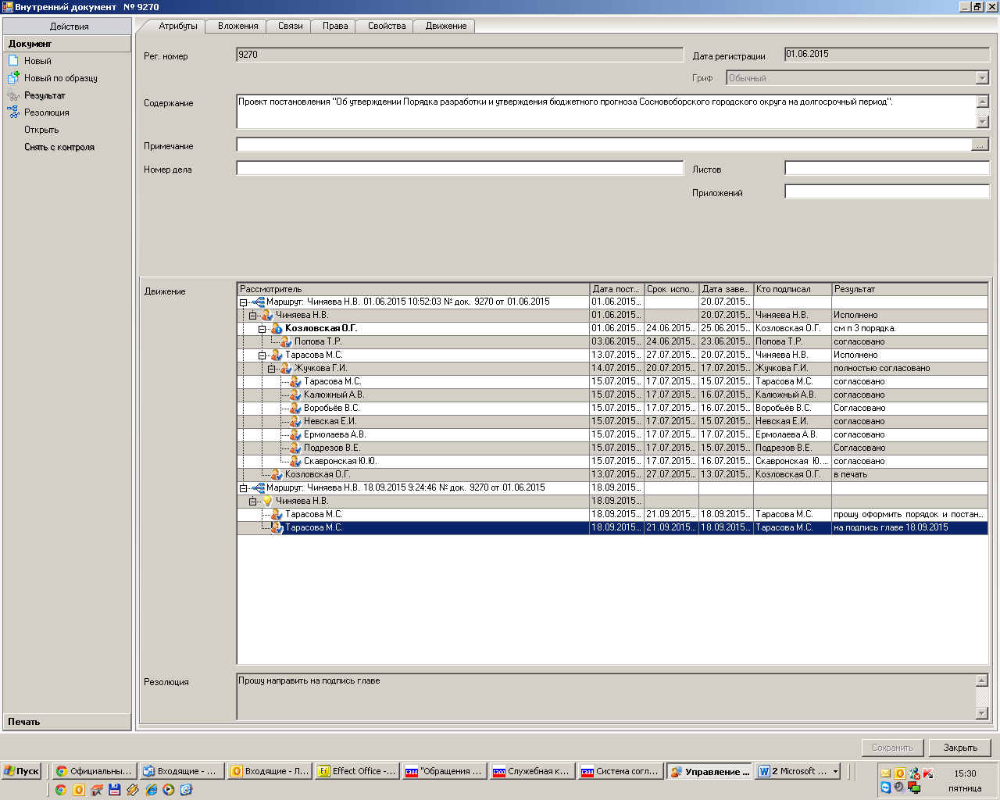 Внутренний документ № 9270
Действия
Документ
Новый
Новый по образцу
Результат
Резолюция
Открыть
Снять с контроля
Печать
Атрибуты Вложения Связи Права Свойства Движение
Рег. номер 9270 Дата регистрации 01.06.2015
Гриф Обычный
Содержание Проект постановления "Об утверждении Порядка разработки и утверждения бюджетного прогноза Сосновоборского городского округа на долгосрочный период".
Примечание ...
Номер дела Листов
Приложений
Движение
Рассмотритель Дата пост... Срок испо... Дата заве... Кто подписал Результат
Маршрут: Чиняева Н.В. 01.06.2015 10:52:03 № док. 9270 от 01.06.2015 01.06.2015... 20.07.2015...
Чиняева Н.В. 01.06.2015... 20.07.2015... Чиняева Н.В. Исполнено
Козловская О.Г. 01.06.2015... 24.06.2015... 25.06.2015... Козловская О.Г. см п 3 порядка.
Попова Т.Р. 03.06.2015... 24.06.2015... 23.06.2015... Попова Т.Р. согласовано
Тарасова М.С. 13.07.2015... 27.07.2015... 20.07.2015... Чиняева Н.В. Исполнено
Жучкова Г.И. 14.07.2015... 20.07.2015... 17.07.2015... Жучкова Г.И. полностью согласовано
Тарасова М.С. 15.07.2015... 17.07.2015... 15.07.2015... Тарасова М.С. согласовано
Калюжный А.В. 15.07.2015... 17.07.2015... 16.07.2015... Калюжный А.В. согласовано
Воробьёв В.С. 15.07.2015... 17.07.2015... 16.07.2015... Воробьёв В.С. Согласовано
Невская Е.И. 15.07.2015... 17.07.2015... 15.07.2015... Невская Е.И. согласовано
Ермолаева А.В. 15.07.2015... 17.07.2015... 17.07.2015... Ермолаева А.В. согласовано
Подрезов В.Е. 15.07.2015... 17.07.2015... 15.07.2015... Подрезов В.Е. Согласовано
Скавронская Ю.Ю. 15.07.2015... 17.07.2015... 16.07.2015... Скавронская Ю.... согласовано
Козловская О.Г. 13.07.2015... 27.07.2015... 13.07.2015... Козловская О.Г. в печать
Маршрут: Чиняева Н.В. 18.09.2015 9:24:46 № док. 9270 от 01.06.2015 18.09.2015...
Чиняева Н.В. 18.09.2015...
Тарасова М.С. 18.09.2015... 21.09.2015... 18.09.2015... Тарасова М.С. прошу оформить порядок и постан...
Тарасова М.С. 18.09.2015... 21.09.2015... 18.09.2015... Тарасова М.С. на подпись главе 18.09.2015
Резолюция Прошу направить на подпись главе
Сохранить Закрыть
Пуск Официальны... Входящие - ... Входящие - Л... Effect Office -... "Обращения ... Служебная к... Система согл... Управление ... 2 Microsoft ... 15:30
пятница